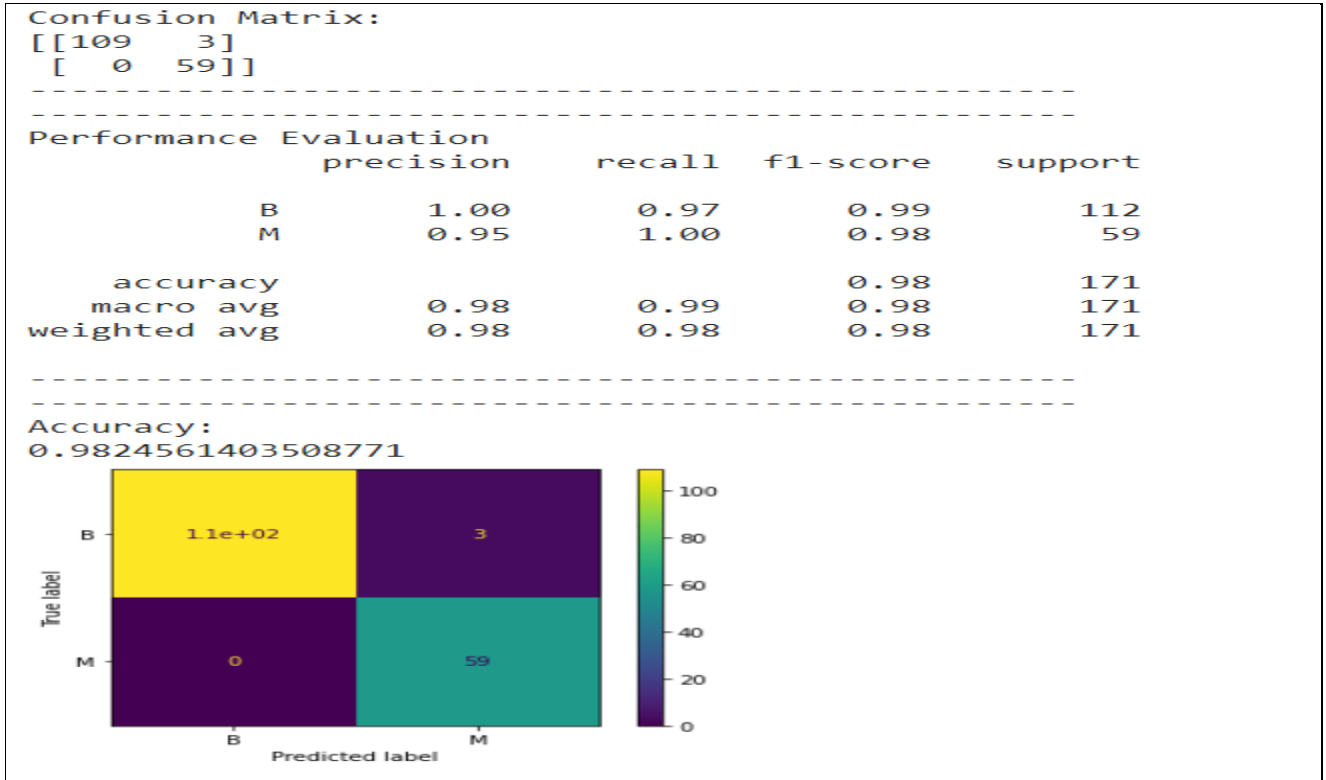 Confusion Matrix:
[[109    3]
 [  0   59]]
--------------------------------------------------
--------------------------------------------------
Performance Evaluation
              precision    recall  f1-score   support
           B       1.00      0.97      0.99       112
           M       0.95      1.00      0.98        59
    accuracy                           0.98       171
   macro avg       0.98      0.99      0.98       171
weighted avg       0.98      0.98      0.98       171
--------------------------------------------------
--------------------------------------------------
Accuracy:
0.9824561403508771
100
B 1.1e+02 3 80
60
True label
40
M 0 59
20
0
B M
Predicted label